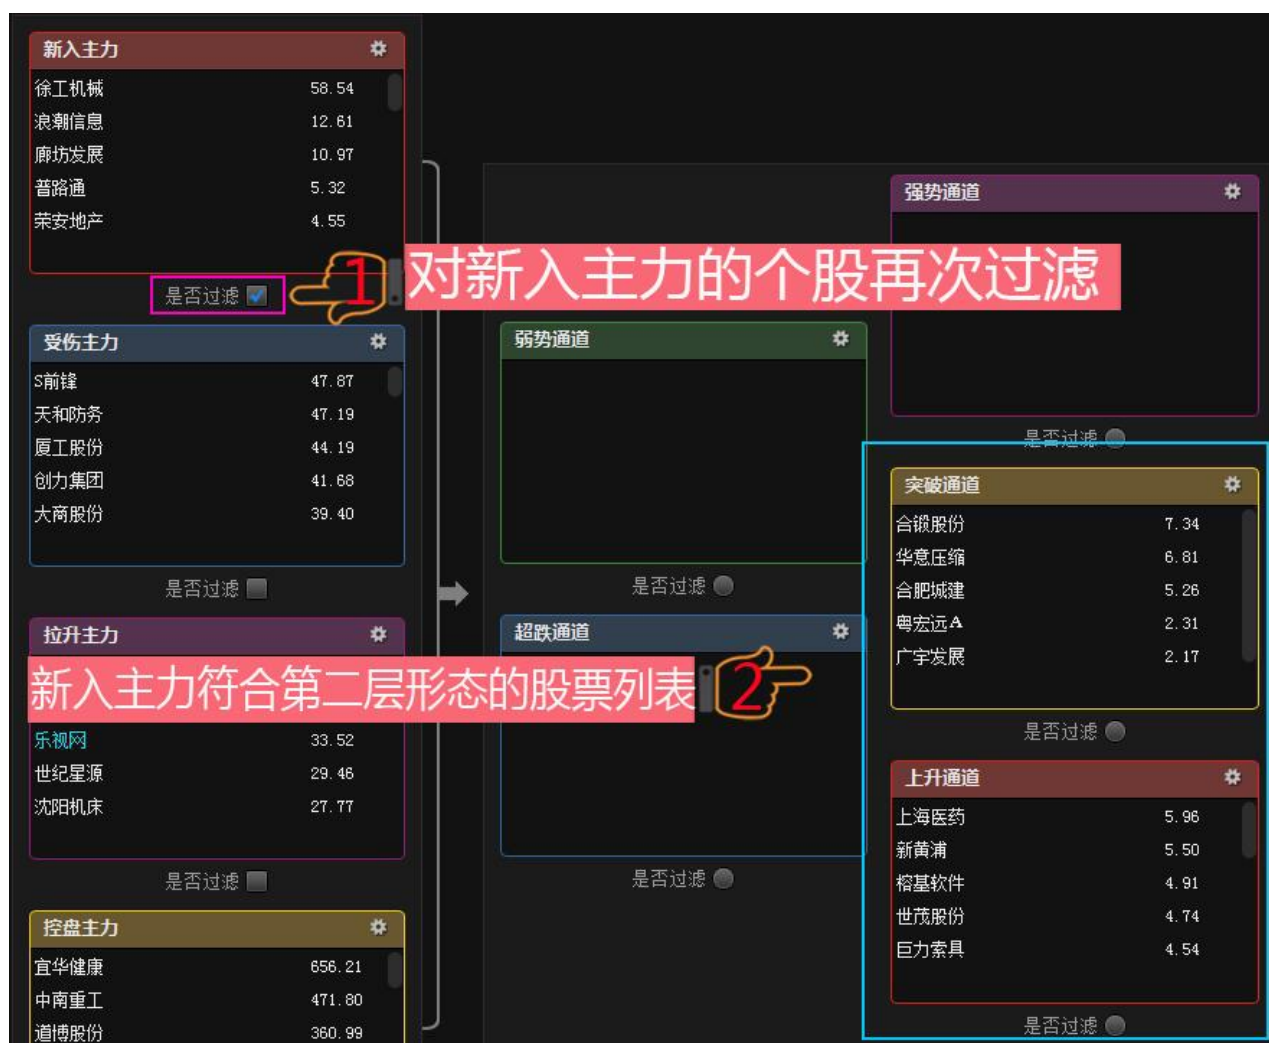 新入主力
徐工机械 58.54
浪潮信息 12.61
廊坊发展 10.97
普路通 5.32
荣安地产 4.55
是否过滤
1
对新入主力的个股再次过滤
受伤主力
S前锋 47.87
天和防务 47.19
厦工股份 44.19
创力集团 41.68
大商股份 39.40
是否过滤
拉升主力
新入主力符合第二层形态的股票列表
2
乐视网 33.52
世纪星源 29.46
沈阳机床 27.77
是否过滤
控盘主力
宜华健康 656.21
中南重工 471.80
道博股份 360.99
弱势通道
是否过滤
超跌通道
是否过滤
强势通道
是否过滤
突破通道
合锻股份 7.34
华意压缩 6.81
合肥城建 5.26
粤宏远A 2.31
广宇发展 2.17
是否过滤
上升通道
上海医药 5.96
新黄浦 5.50
榕基软件 4.91
世茂股份 4.74
巨力索具 4.54
是否过滤